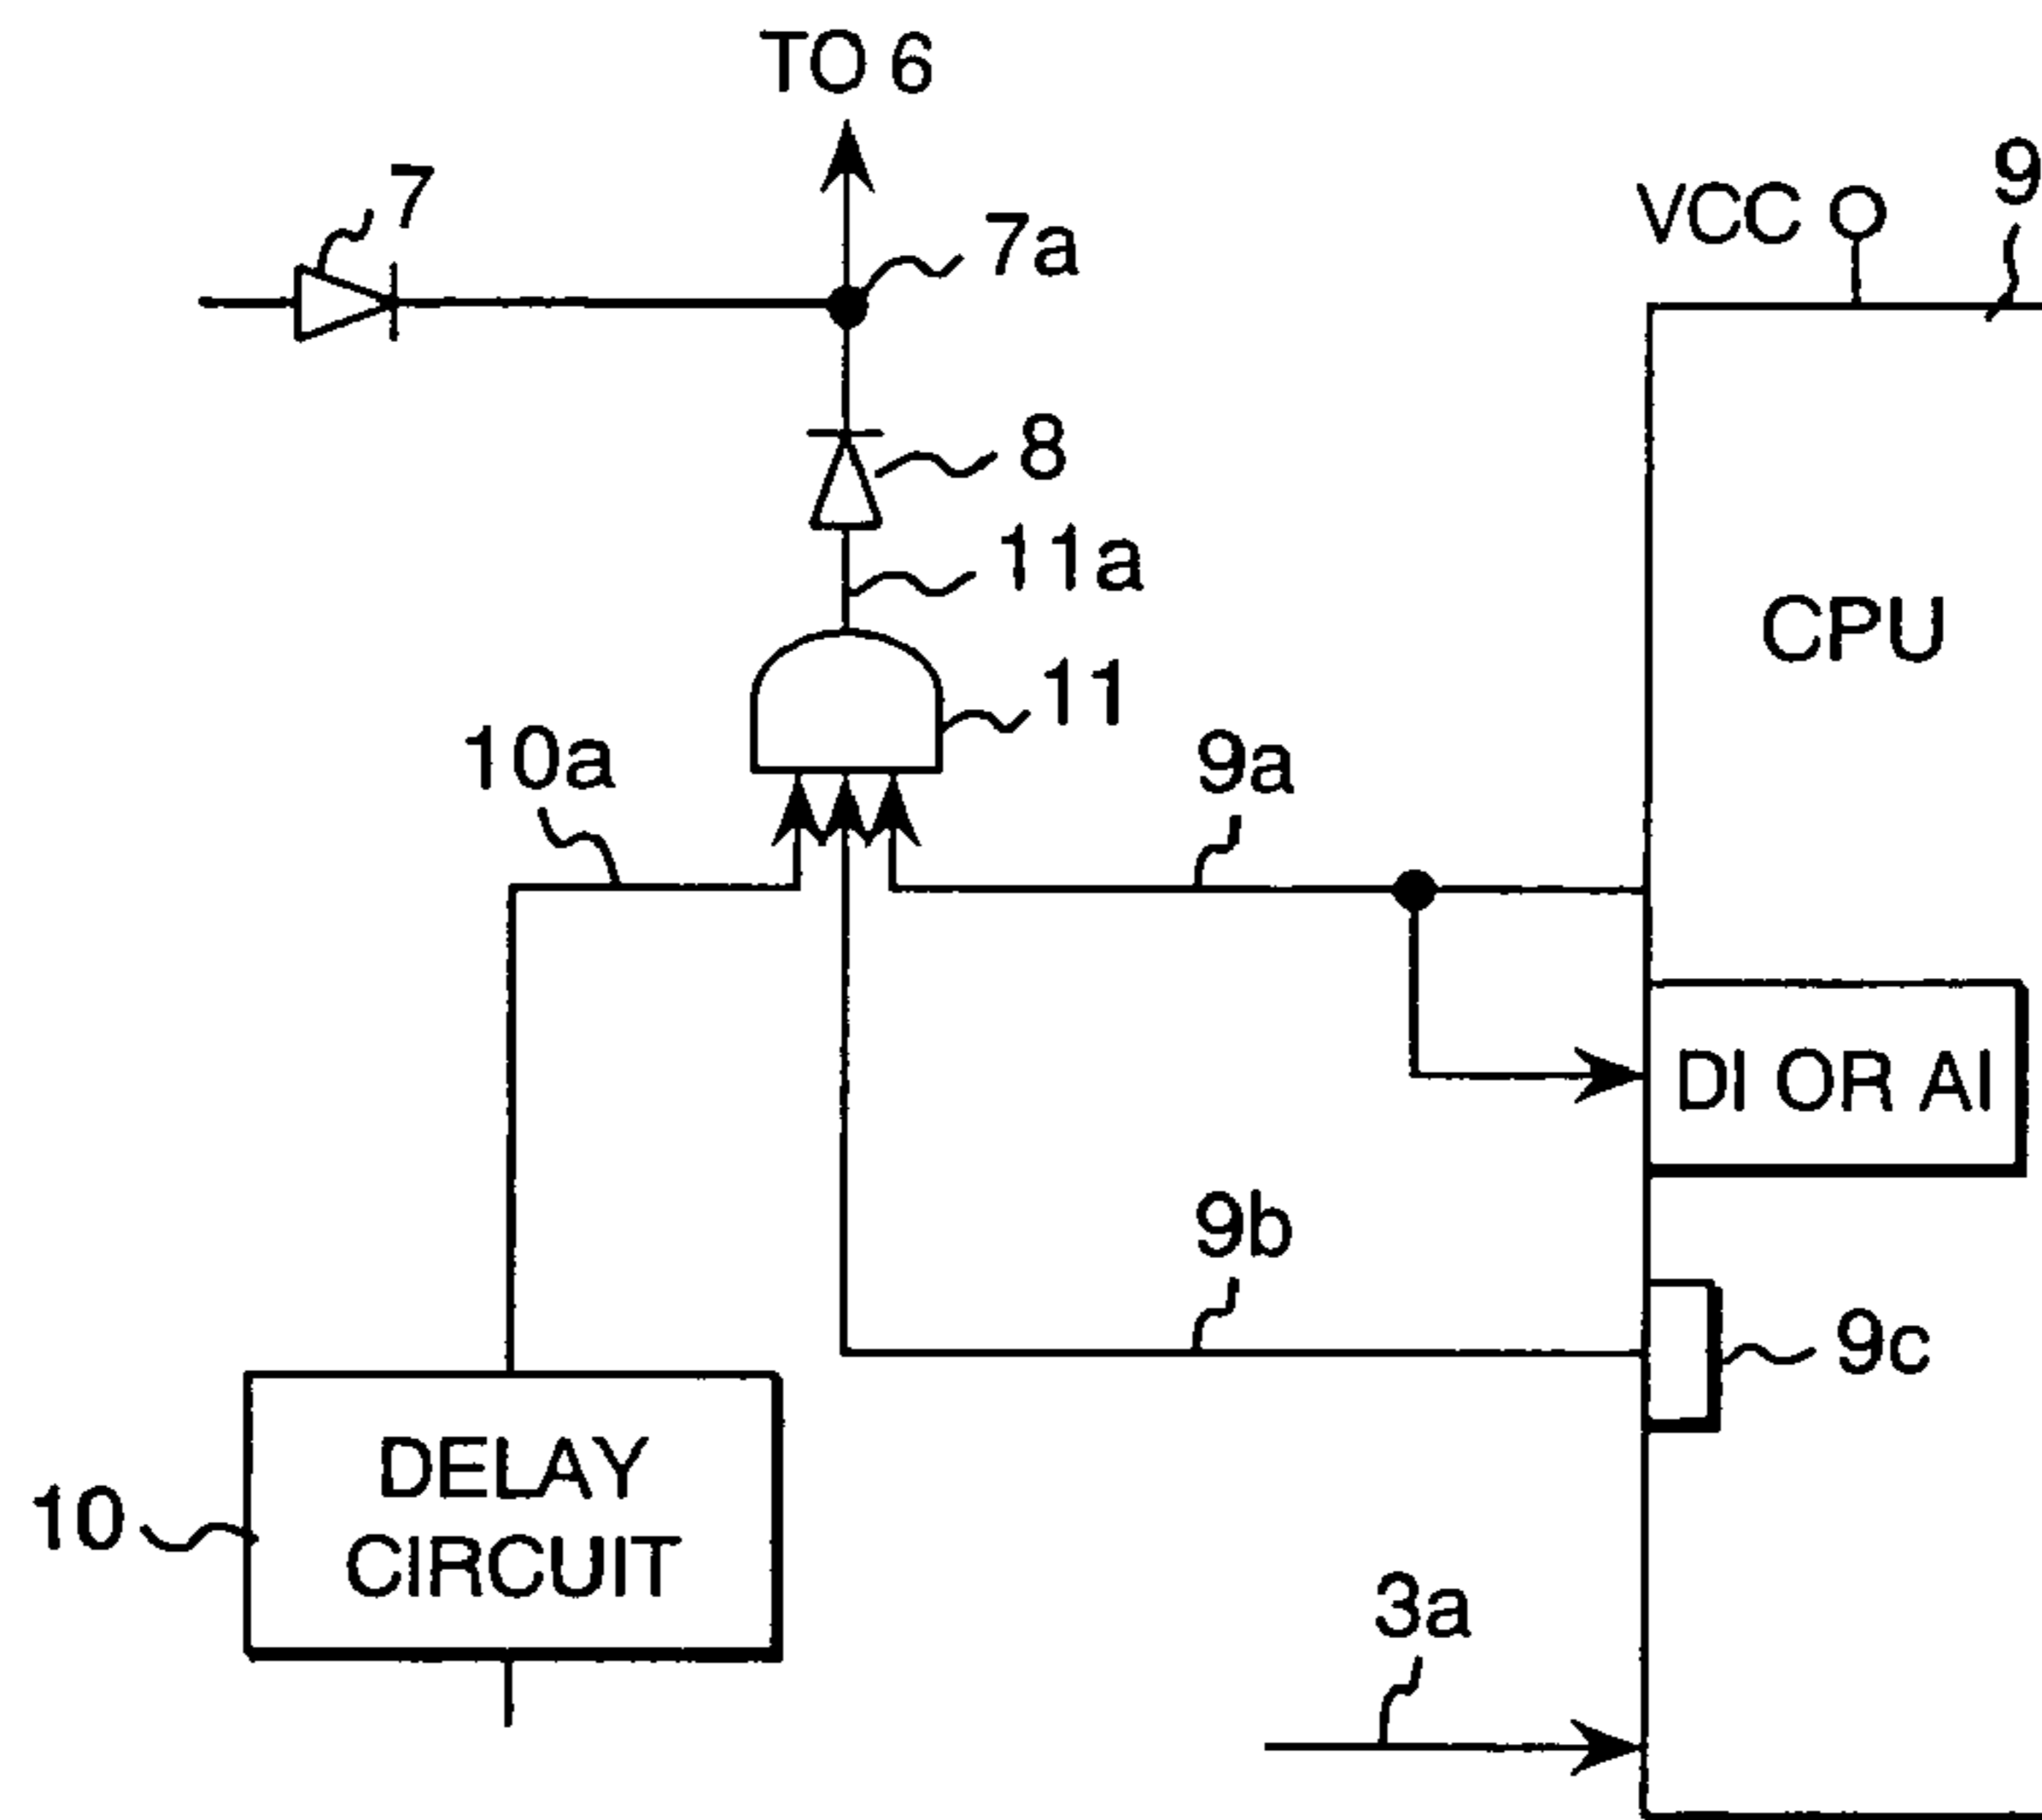 TO 6
7
9
VCC
7a
8
11a
CPU
11
10a
9a
DI OR AI
9b
9c
DELAY
CIRCUIT
10
3a